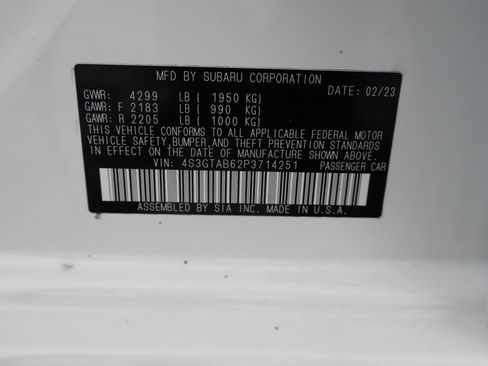 MFD BY SUBARU CORPORATION DATE: 02/23
GVWR: 4299 LB ( 1950 KG)
GAWR: F 2183 LB ( 990 KG)
GAWR: R 2205 LB ( 1000 KG)
THIS VEHICLE CONFORMS TO ALL APPLICABLE FEDERAL MOTOR
VEHICLE SAFETY,BUMPER,AND THEFT PREVENTION STANDARDS
IN EFFECT ON THE DATE OF MANUFACTURE SHOWN ABOVE.
VIN: 4S3GTAB62P3714251 PASSENGER CAR
ASSEMBLED BY SIA INC. MADE IN U.S.A.